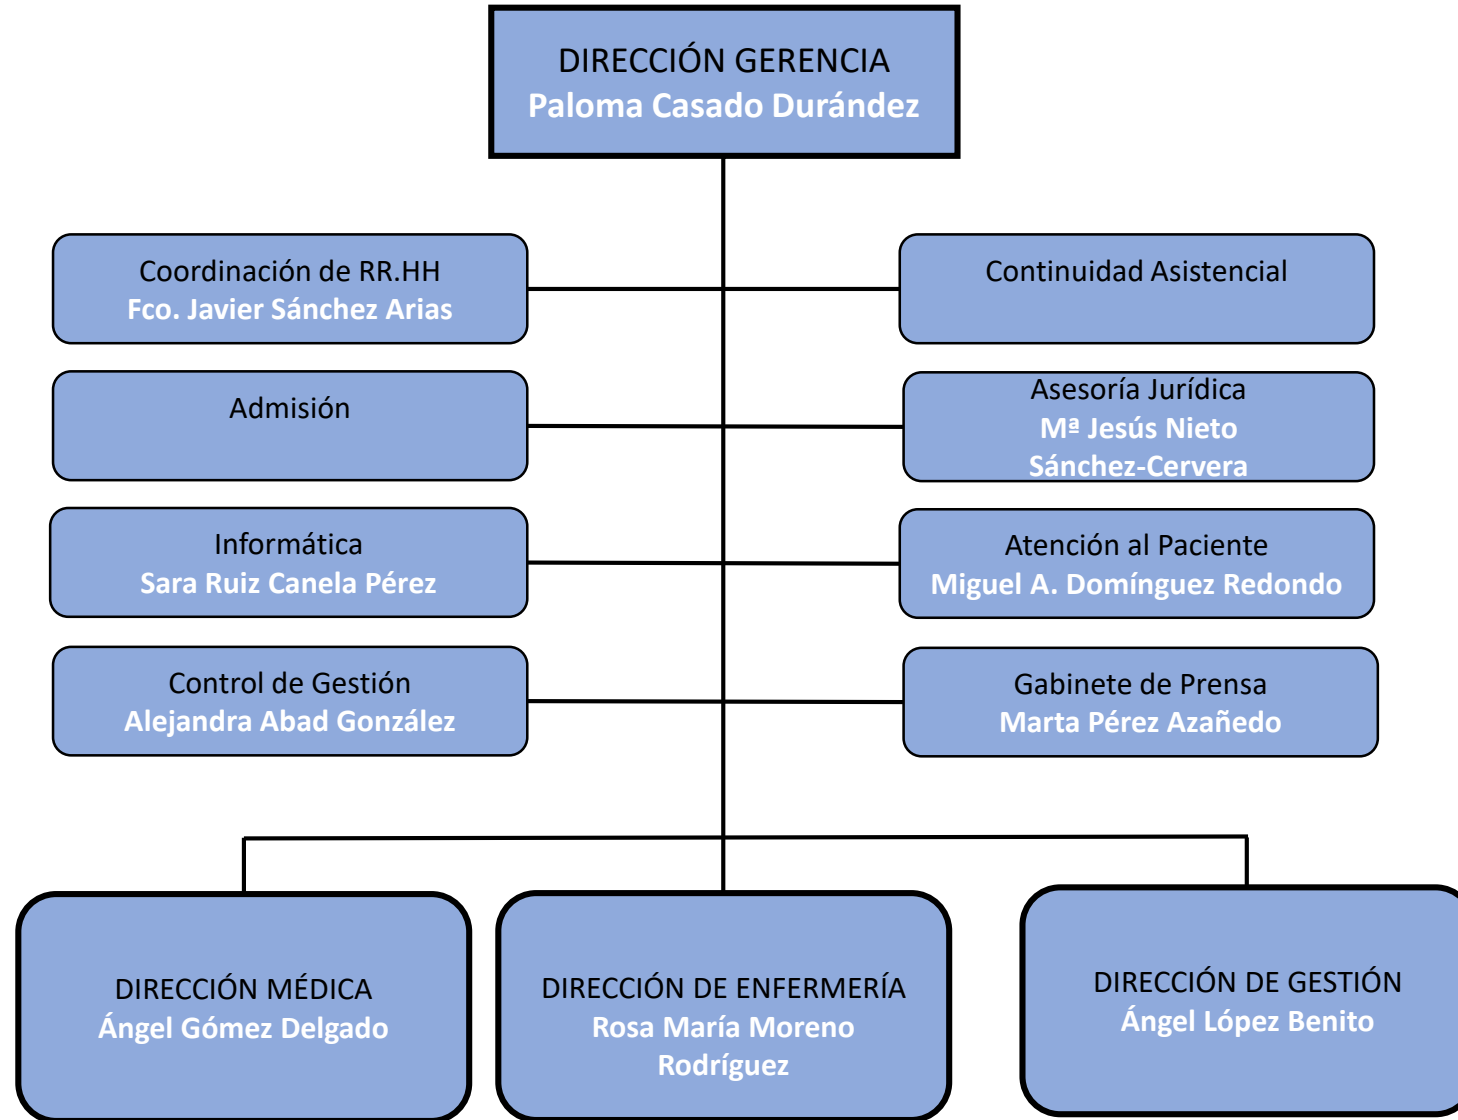 DIRECCIÓN GERENCIA
Paloma Casado Durández
Coordinación de RR.HH
Fco. Javier Sánchez Arias
Continuidad Asistencial
Admisión
Asesoría Jurídica
Mª Jesús Nieto
Sánchez-Cervera
Informática
Sara Ruiz Canela Pérez
Atención al Paciente
Miguel A. Domínguez Redondo
Control de Gestión
Alejandra Abad González
Gabinete de Prensa
Marta Pérez Azañedo
DIRECCIÓN MÉDICA
Ángel Gómez Delgado
DIRECCIÓN DE ENFERMERÍA
Rosa María Moreno
Rodríguez
DIRECCIÓN DE GESTIÓN
Ángel López Benito